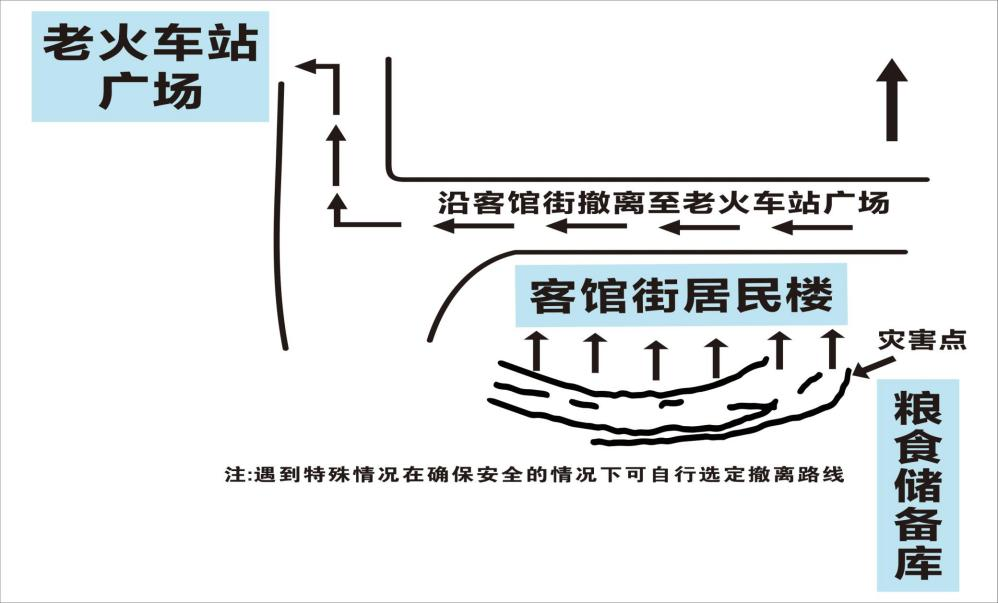 老火车站
广场
沿客馆街撤离至老火车站广场
客馆街居民楼
灾害点
粮食储备库
注:遇到特殊情况在确保安全的情况下可自行选定撤离路线